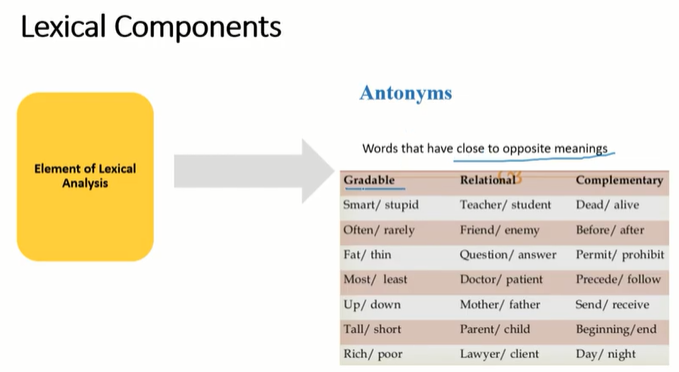 Lexical Components
Antonyms
Words that have close to opposite meanings
Element of Lexical
Analysis
Gradable Relational Complementary
Smart/ stupid Teacher/ student Dead/ alive
Often/ rarely Friend/ enemy Before/ after
Fat/ thin Question/ answer Permit/ prohibit
Most/ least Doctor/ patient Precede/ follow
Up/ down Mother/ father Send/ receive
Tall/ short Parent/ child Beginning/end
Rich/ poor Lawyer/ client Day/ night